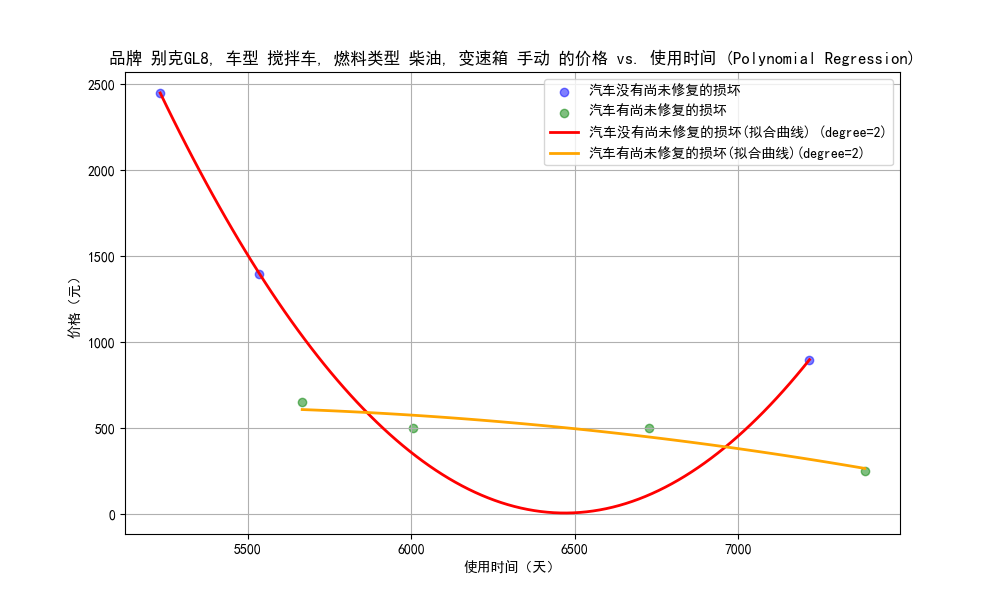 品牌 别克GL8, 车型 搅拌车, 燃料类型 柴油, 变速箱 手动 的价格 vs. 使用时间 (Polynomial Regression)
汽车没有尚未修复的损坏
汽车有尚未修复的损坏
汽车没有尚未修复的损坏(拟合曲线) (degree=2)
汽车有尚未修复的损坏(拟合曲线)(degree=2)
价格（元）
2500
2000
1500
1000
500
0
5500
6000
6500
7000
使用时间（天）